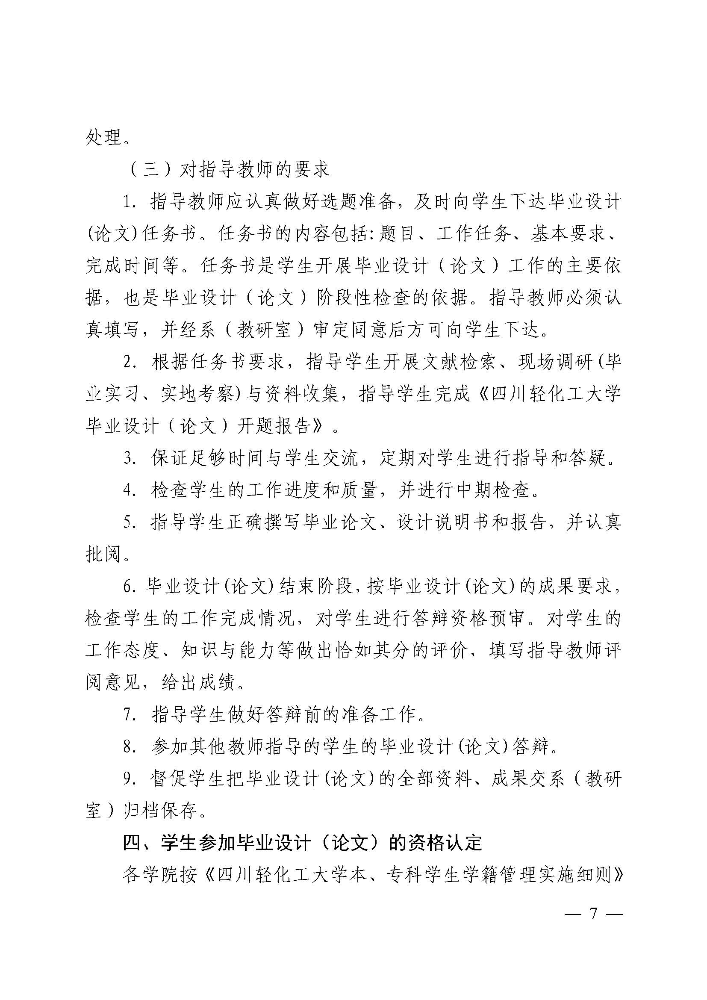 处理。
（三）对指导教师的要求
1. 指导教师应认真做好选题准备，及时向学生下达毕业设计
(论文)任务书。任务书的内容包括:题目、工作任务、基本要求、
完成时间等。任务书是学生开展毕业设计（论文）工作的主要依
据，也是毕业设计（论文）阶段性检查的依据。指导教师必须认
真填写，并经系（教研室）审定同意后方可向学生下达。
2. 根据任务书要求，指导学生开展文献检索、现场调研(毕
业实习、实地考察)与资料收集，指导学生完成《四川轻化工大学
毕业设计（论文）开题报告》。
3. 保证足够时间与学生交流，定期对学生进行指导和答疑。
4. 检查学生的工作进度和质量，并进行中期检查。
5. 指导学生正确撰写毕业论文、设计说明书和报告，并认真
批阅。
6. 毕业设计(论文)结束阶段,按毕业设计(论文)的成果要求，
检查学生的工作完成情况，对学生进行答辩资格预审。对学生的
工作态度、知识与能力等做出恰如其分的评价，填写指导教师评
阅意见，给出成绩。
7. 指导学生做好答辩前的准备工作。
8. 参加其他教师指导的学生的毕业设计(论文)答辩。
9. 督促学生把毕业设计(论文)的全部资料、成果交系（教研
室）归档保存。
四、学生参加毕业设计（论文）的资格认定
各学院按《四川轻化工大学本、专科学生学籍管理实施细则》
— 7 —